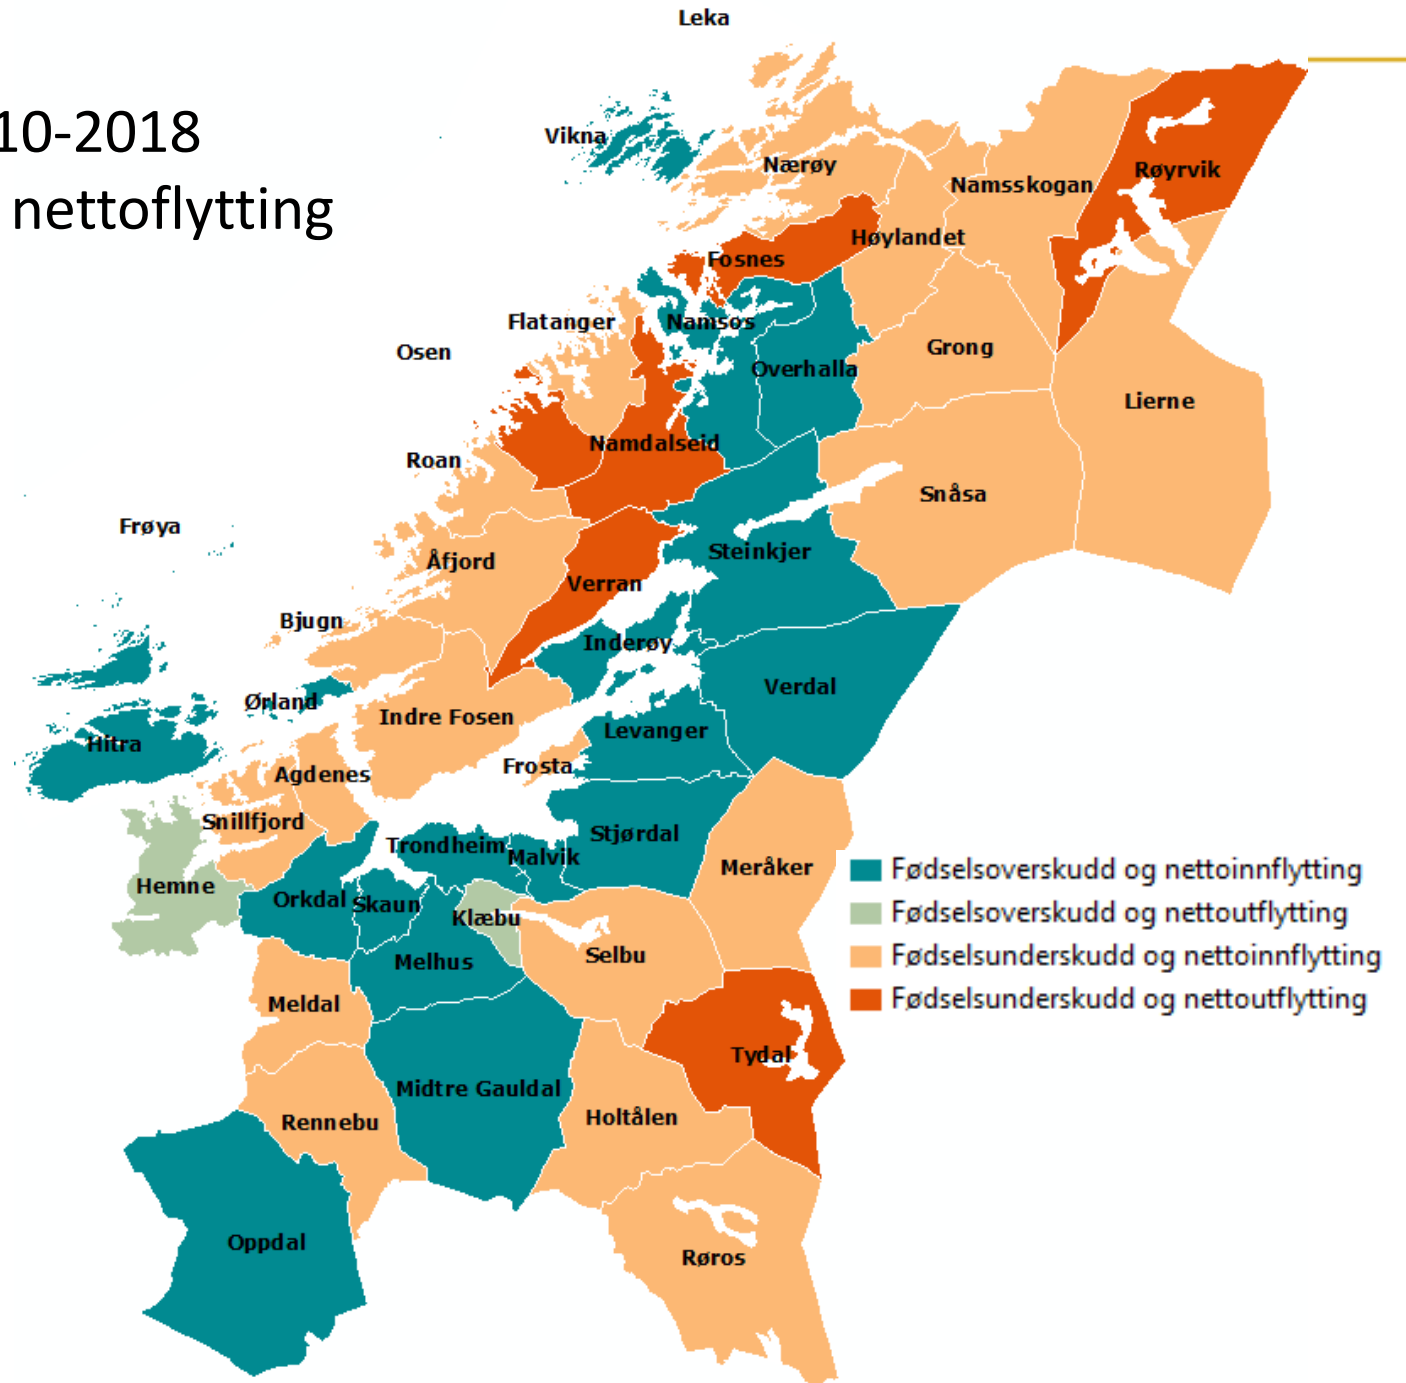 Leka
10-2018
nettoflytting
Vikna
Nærøy
Namsskogan
Røyrvik
Høylandet
Fosnes
Flatanger
Namsos
Osen
Grong
Overhalla
Lierne
Namdalseid
Roan
Snåsa
Frøya
Steinkjer
Åfjord
Verran
Bjugn
Inderøy
Verdal
Ørland
Indre Fosen
Levanger
Hitra
Frosta
Agdenes
Snillfjord
Stjørdal
Trondheim
Malvik
Meråker
Fødselsoverskudd og nettoinnflytting
Hemne
Orkdal
Skaun
Klæbu
Fødselsoverskudd og nettoutflytting
Melhus
Selbu
Fødselsunderskudd og nettoinnflytting
Fødselsunderskudd og nettoutflytting
Meldal
Tydal
Midtre Gauldal
Rennebu
Holtålen
Oppdal
Røros